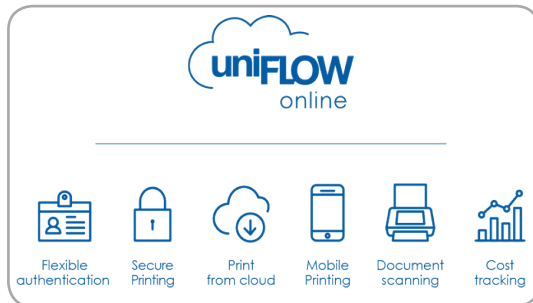 uniFLOW
online
Flexible
authentication
Secure
Printing
Print
from cloud
Mobile
Printing
Document
scanning
Cost
tracking